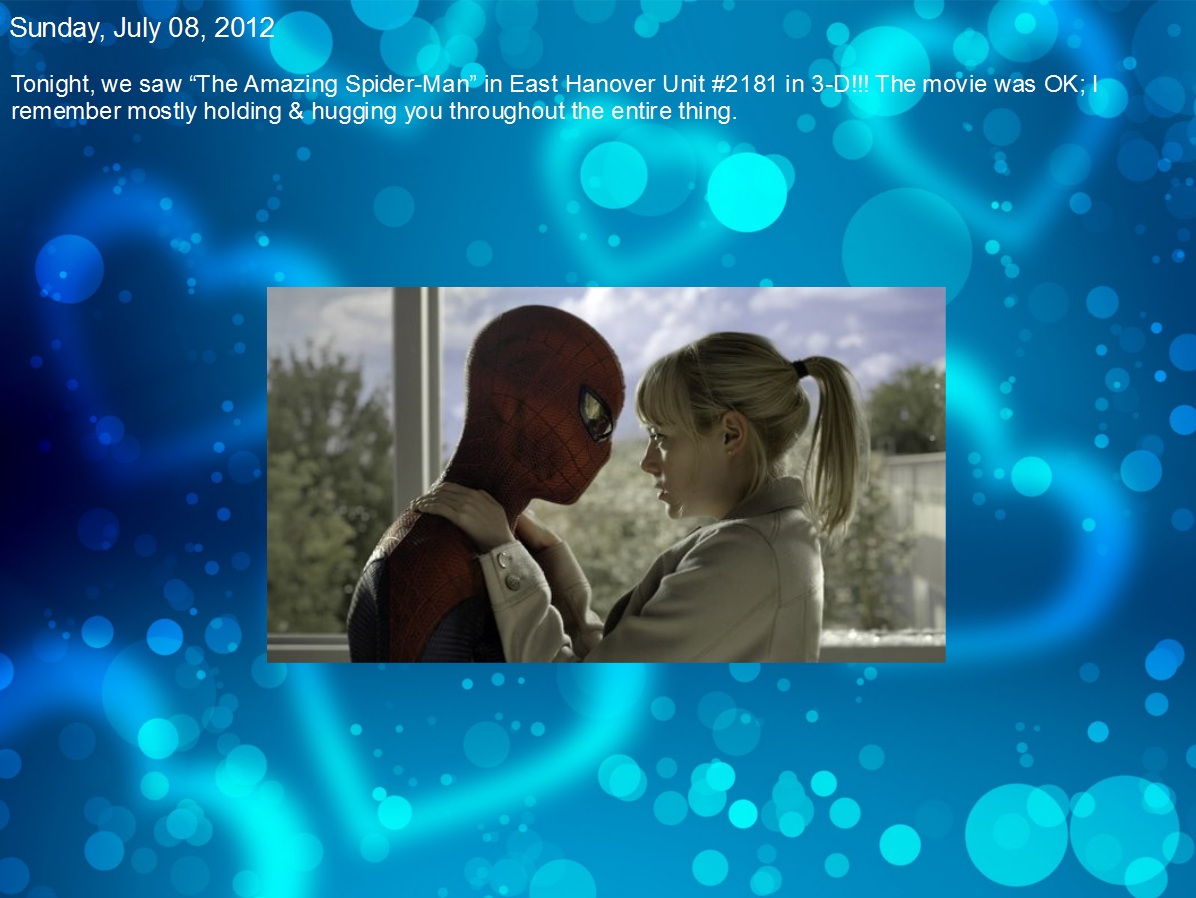 Sunday, July 08, 2012
Tonight, we saw “The Amazing Spider-Man” in East Hanover Unit #2181 in 3-D!!! The movie was OK; I
remember mostly holding & hugging you throughout the entire thing.